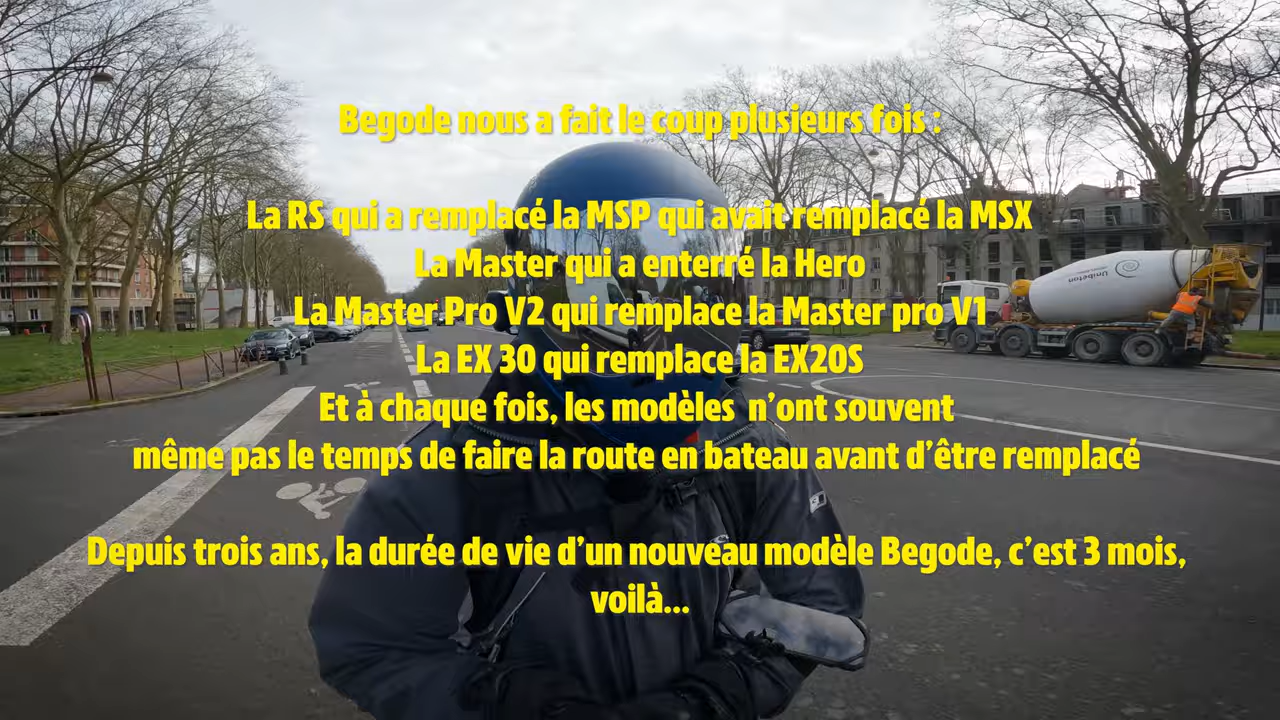 Begode nous a fait le coup plusieurs fois :
La RS qui a remplacé la MSP qui avait remplacé la MSX
La Master qui a enterré la Hero
La Master Pro V2 qui remplace la Master pro V1
La EX 30 qui remplace la EX20S
Et à chaque fois, les modèles n'ont souvent
même pas le temps de faire la route en bateau avant d'être remplacé
Depuis trois ans, la durée de vie d'un nouveau modèle Begode, c'est 3 mois,
voilà...
Unibéton